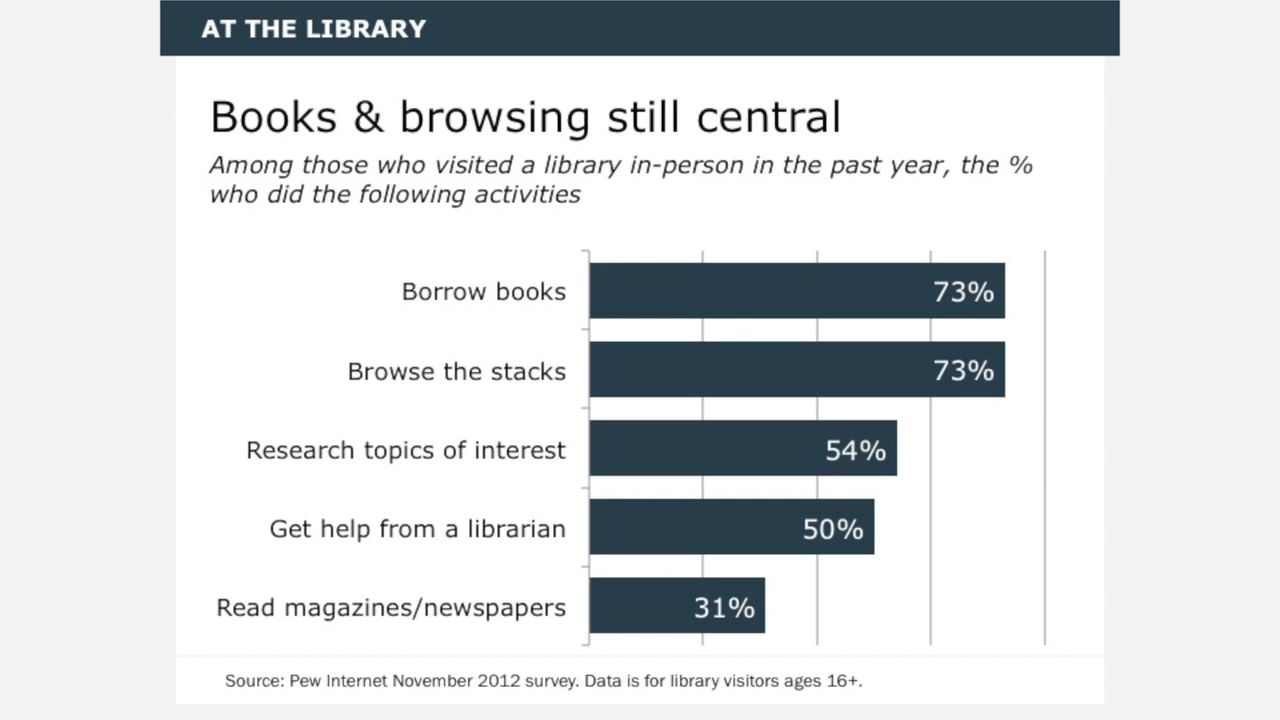 AT THE LIBRARY
Books & browsing still central
Among those who visited a library in-person in the past year, the %
who did the following activities
Borrow books 73%
Browse the stacks 73%
Research topics of interest 54%
Get help from a librarian 50%
Read magazines/newspapers 31%
Source: Pew Internet November 2012 survey. Data is for library visitors ages 16+.